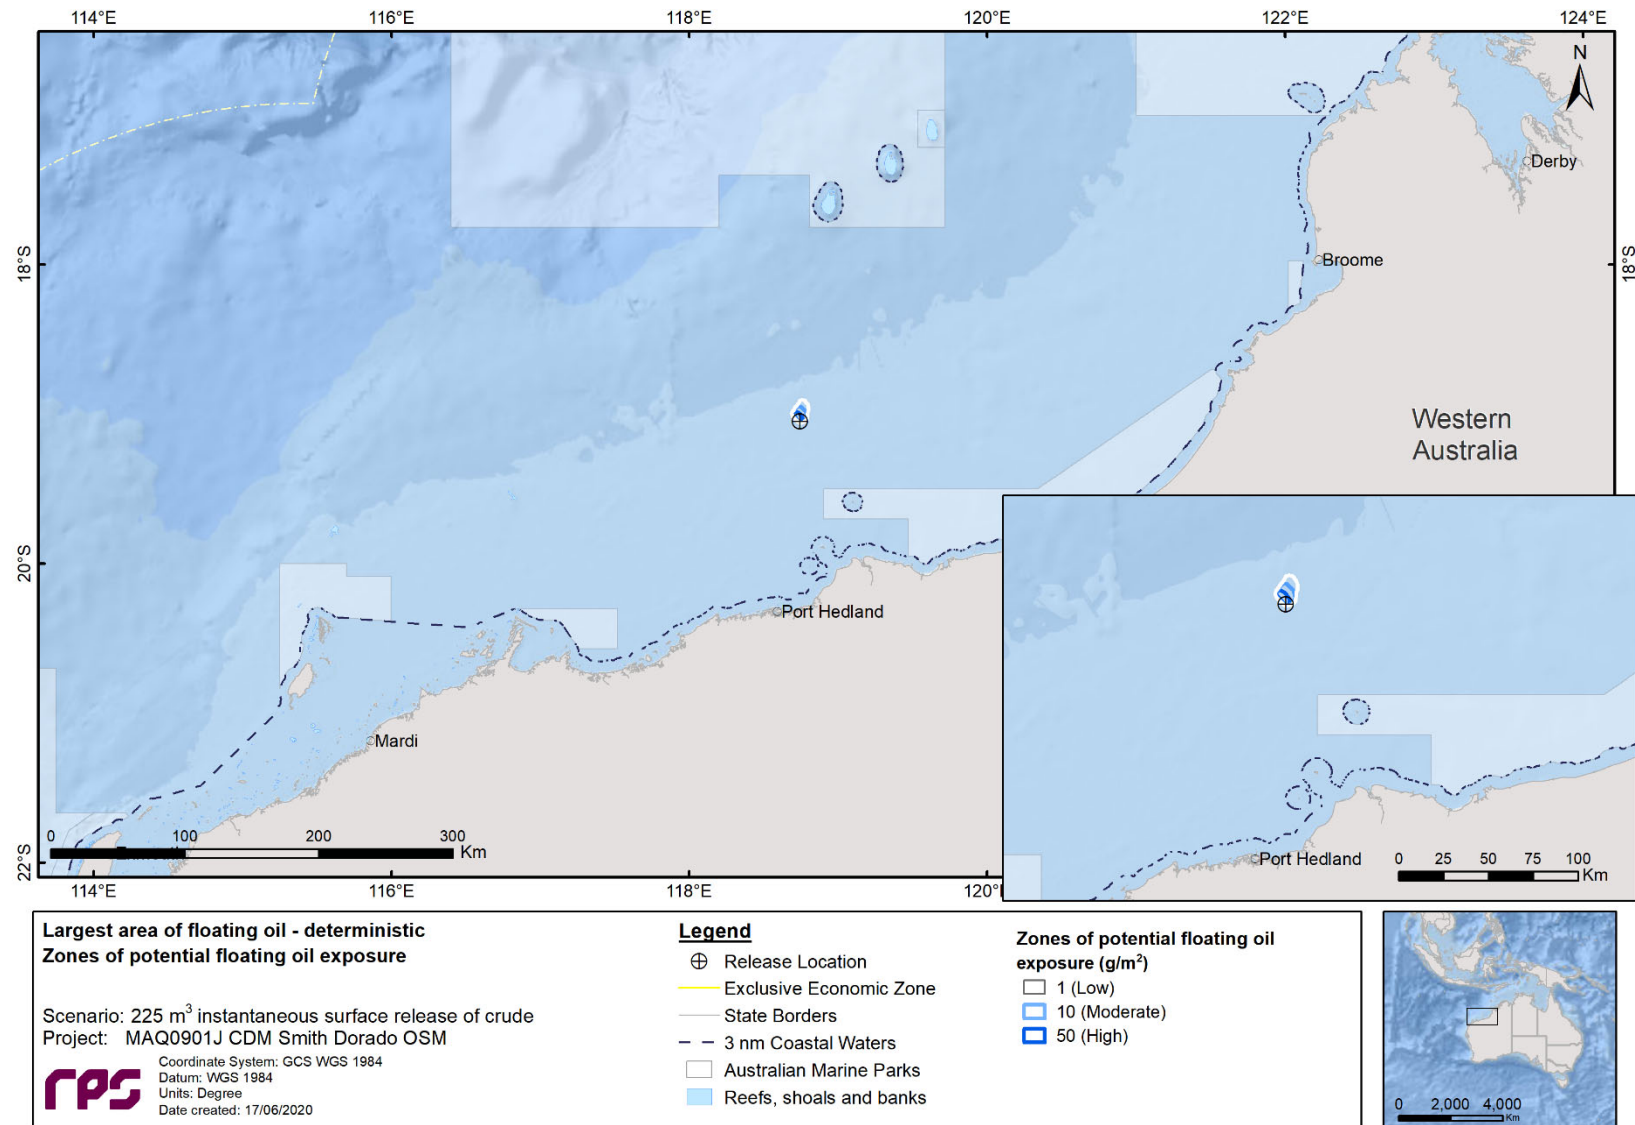 114°E 116°E 118°E 120°E 122°E 124°E
N
Derby
18°S 18°S
Broome
Western
Australia
20°S
Port Hedland
Mardi
0 100 200 300
Km
22°S
114°E 116°E 118°E 120°E
Port Hedland
0 25 50 75 100
Km
Largest area of floating oil - deterministic
Zones of potential floating oil exposure
Scenario: 225 m³ instantaneous surface release of crude
Project: MAQ0901J CDM Smith Dorado OSM
rps
Coordinate System: GCS WGS 1984
Datum: WGS 1984
Units: Degree
Date created: 17/06/2020
Legend
Release Location
Exclusive Economic Zone
State Borders
3 nm Coastal Waters
Australian Marine Parks
Reefs, shoals and banks
Zones of potential floating oil
exposure (g/m²)
1 (Low)
10 (Moderate)
50 (High)
0 2,000 4,000
Km